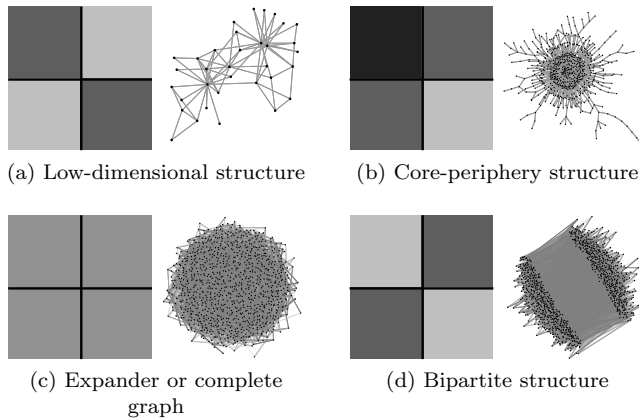 (a) Low-dimensional structure
(b) Core-periphery structure
(c) Expander or complete
graph
(d) Bipartite structure